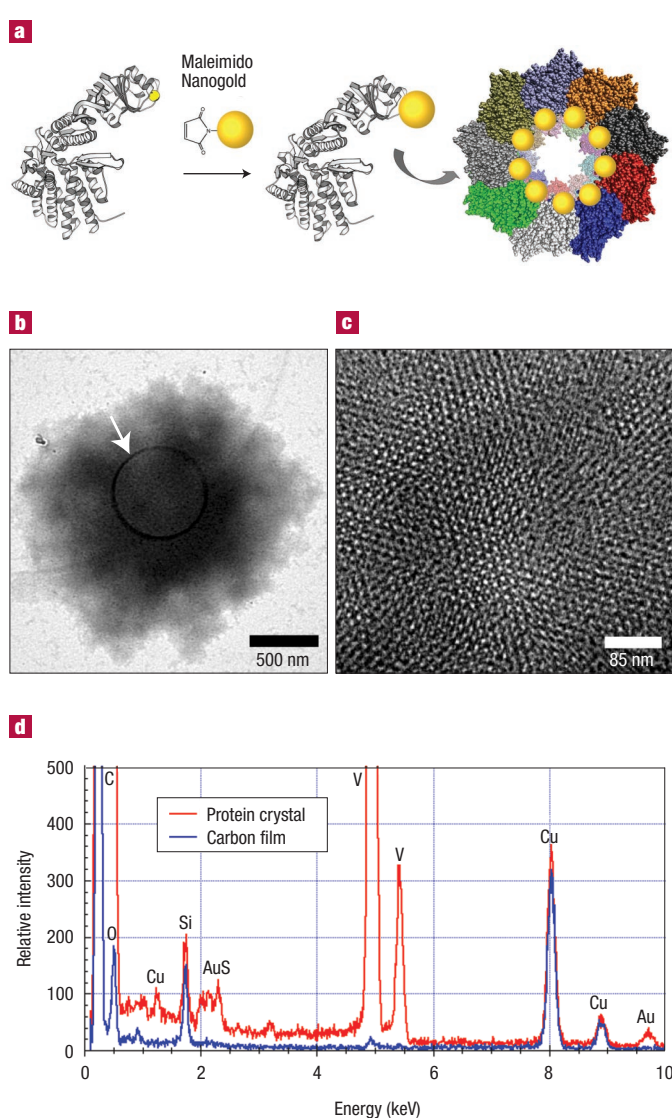 a
Maleimido
Nanogold
O
N
O
b
c
500 nm
85 nm
d
500
400
300
200
100
0
Relative intensity
C
O
Cu
Si
AuS
V
V
Cu
Cu
Au
Protein crystal
Carbon film
0
2
4
6
8
10
Energy (keV)